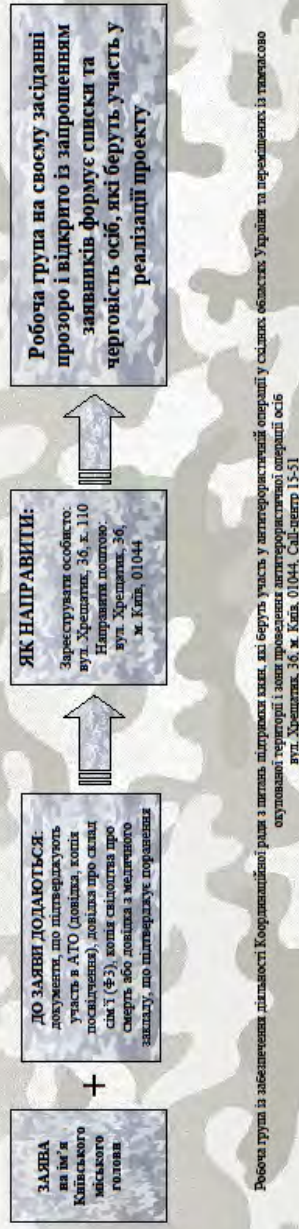 ЗАЯВА
на ім'я
Київського
міського
голови
+
ДО ЗАЯВИ ДОДАЮТЬСЯ:
документи, що підтверджують
участь в АТО (довідка, копія
посвідчення), довідка про склад
сім'ї (Ф3), копія свідоцтва про
смерть або довідка з медичного
закладу, що підтверджує поранення
ЯК НАПРАВИТИ:
Зареєструвати особисто:
вул. Хрещатик, 36, к. 110
Направити поштою:
вул. Хрещатик, 36,
м. Київ, 01044
Робоча група на своєму засіданні
прозоро і відкрито із запрошенням
заявників формує списки та
черговість осіб, які беруть участь у
реалізації проекту
Робоча група із забезпечення діяльності Координаційної ради з питань підтримки киян, які беруть участь у антитерористичній операції у східних областях України та переміщених із тимчасово
окупованої території і зони проведення антитерористичної операції осіб
вул. Хрещатик, 36, м. Київ, 01044, Call-центр 15-51